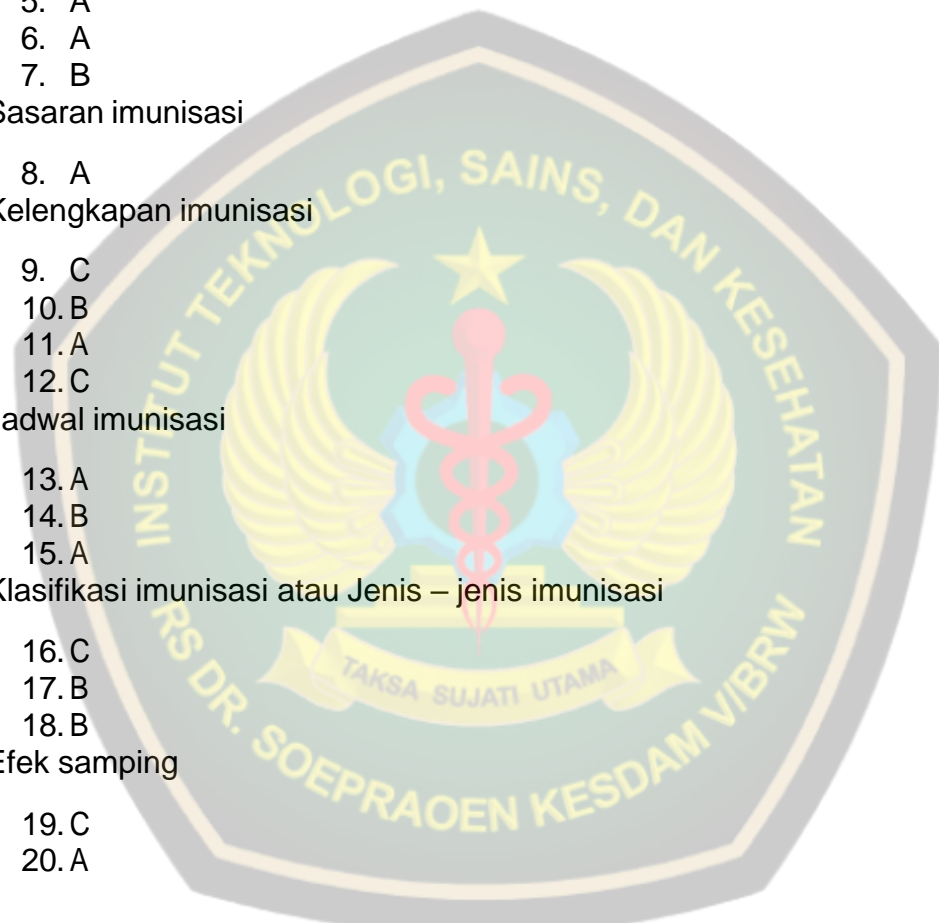 5. A
6. A
7. B
Sasaran imunisasi
8. A
Kelengkapan imunisasi
9. C
10. B
11. A
12. C
adwal imunisasi
13. A
14. B
15. A
Klasifikasi imunisasi atau Jenis – jenis imunisasi
16. C
17. B
18. B
Efek samping
19. C
20. A
INSTITUT TEKNOLOGI, SAINS, DAN KESEHATAN
RS DR. SOEPRAOEN KESDAM V/BRW
TAKSA SUJATI UTAMA